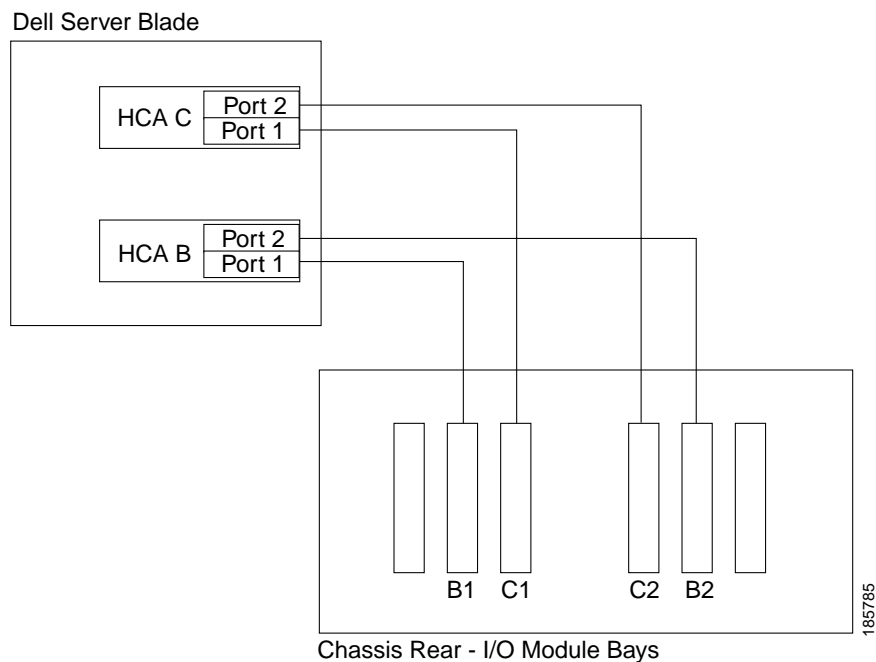 Dell Server Blade
HCA C
Port 2
Port 1
HCA B
Port 2
Port 1
B1 C1 C2 B2
185785
Chassis Rear - I/O Module Bays